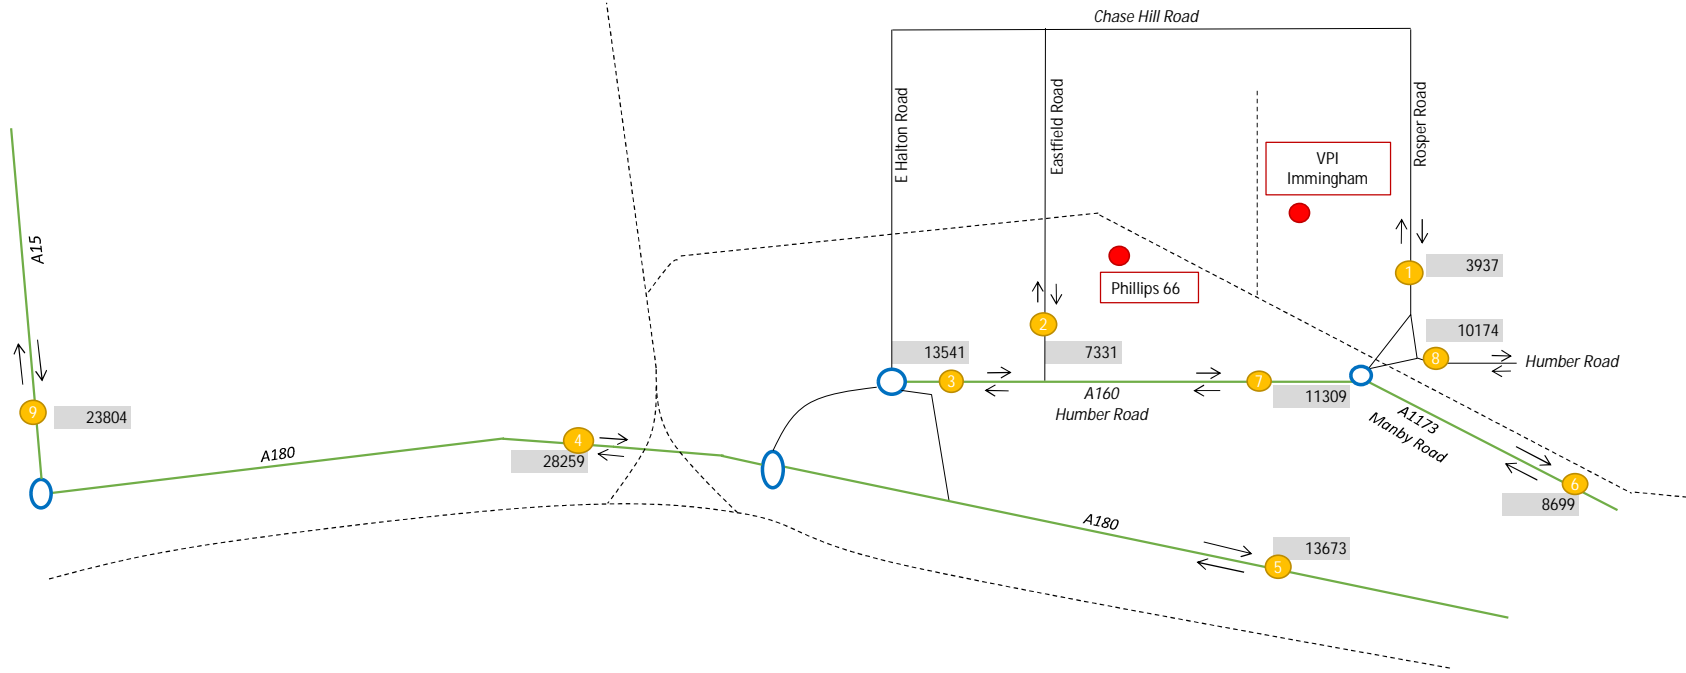 Chase Hill Road
E Halton Road
Eastfield Road
Rosper Road
VPI
Immingham
A15
Phillips 66
1
3937
2
10174
8
Humber Road
13541
7331
3
7
A160
Humber Road
11309
9
23804
A1173
Manby Road
4
28259
A180
6
8699
A180
13673
5